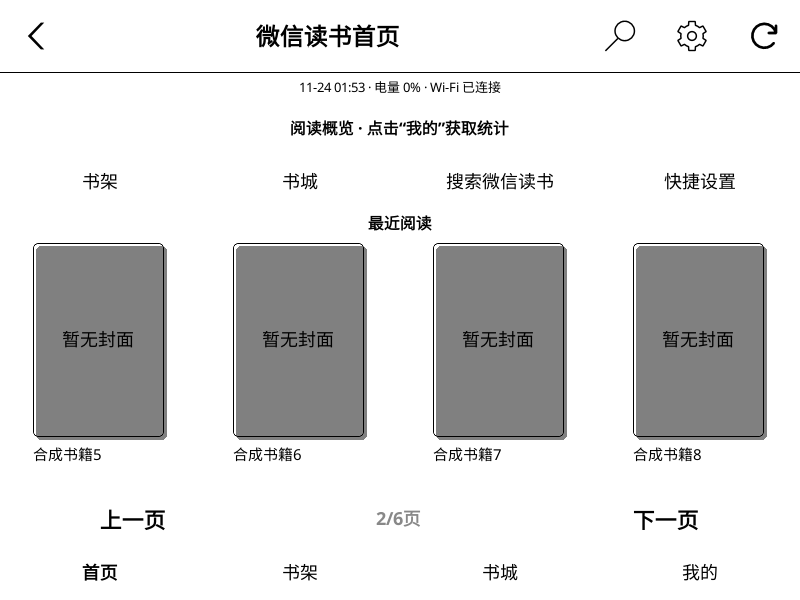 微信读书首页
11-24 01:53 · 电量 0% · Wi-Fi 已连接
阅读概览 · 点击“我的”获取统计
书架 书城 搜索微信读书 快捷设置
最近阅读
暂无封面 暂无封面 暂无封面 暂无封面
合成书籍5 合成书籍6 合成书籍7 合成书籍8
上一页 2/6页 下一页
首页 书架 书城 我的